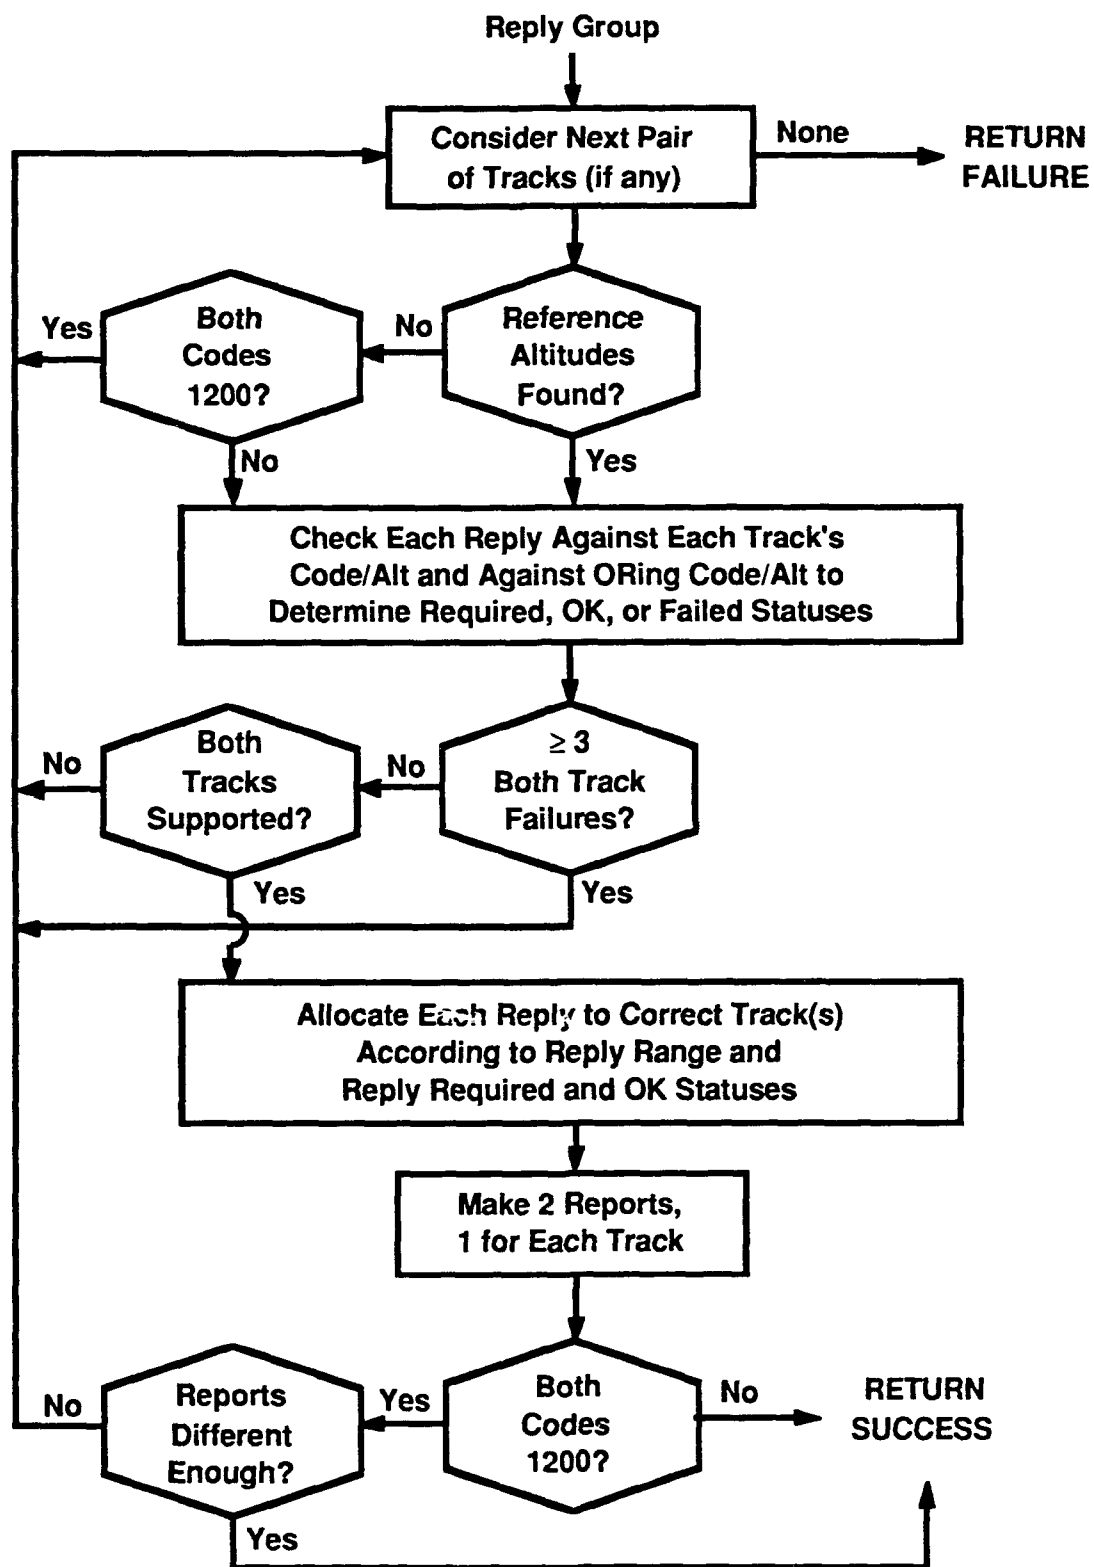 Reply Group
Consider Next Pair
of Tracks (if any)
None
RETURN
FAILURE
Yes
Both
Codes
1200?
No
Reference
Altitudes
Found?
No
Yes
Check Each Reply Against Each Track's
Code/Alt and Against ORing Code/Alt to
Determine Required, OK, or Failed Statuses
No
Both
Tracks
Supported?
No
≥ 3
Both Track
Failures?
Yes
Yes
Allocate Each Reply to Correct Track(s)
According to Reply Range and
Reply Required and OK Statuses
Make 2 Reports,
1 for Each Track
No
Reports
Different
Enough?
Yes
Both
Codes
1200?
No
RETURN
SUCCESS
Yes